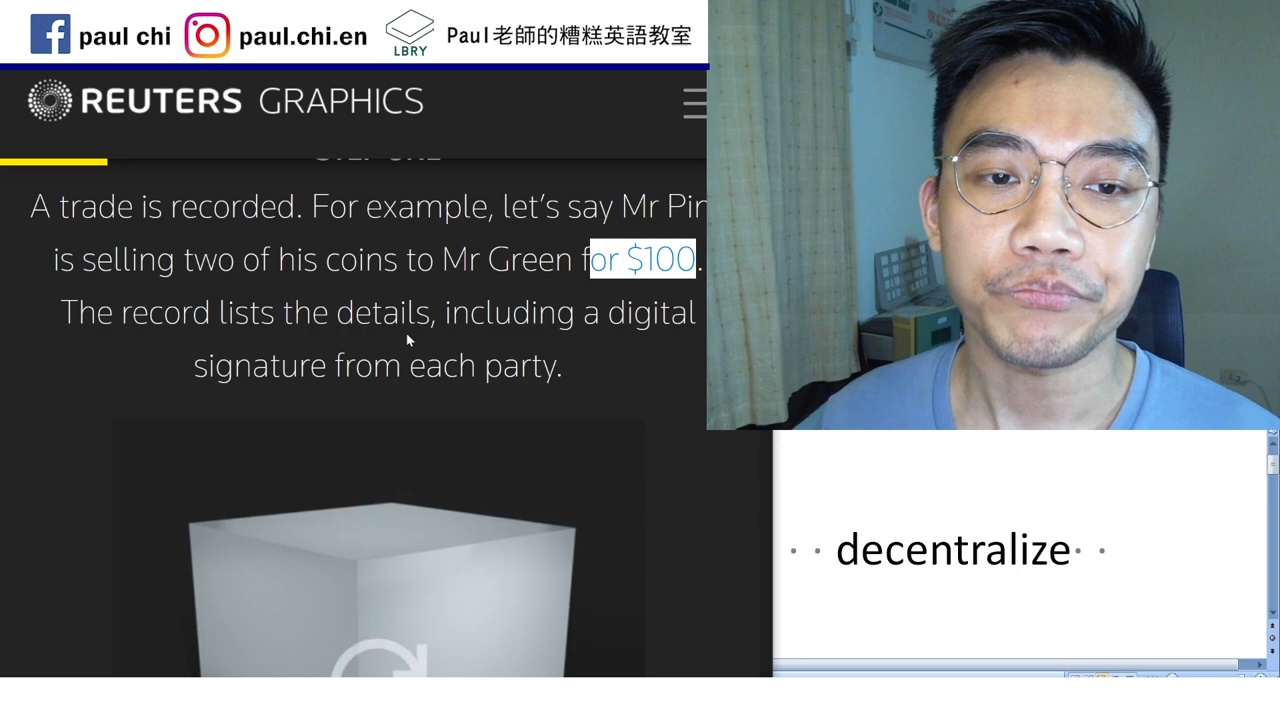 paul chi paul.chi.en LBRY Paul老師的糟糕英語教室
REUTERS GRAPHICS
A trade is recorded. For example, let's say Mr
is selling two of his coins to Mr Green for $100.
The record lists the details, including a digital
signature from each party.
decentralize